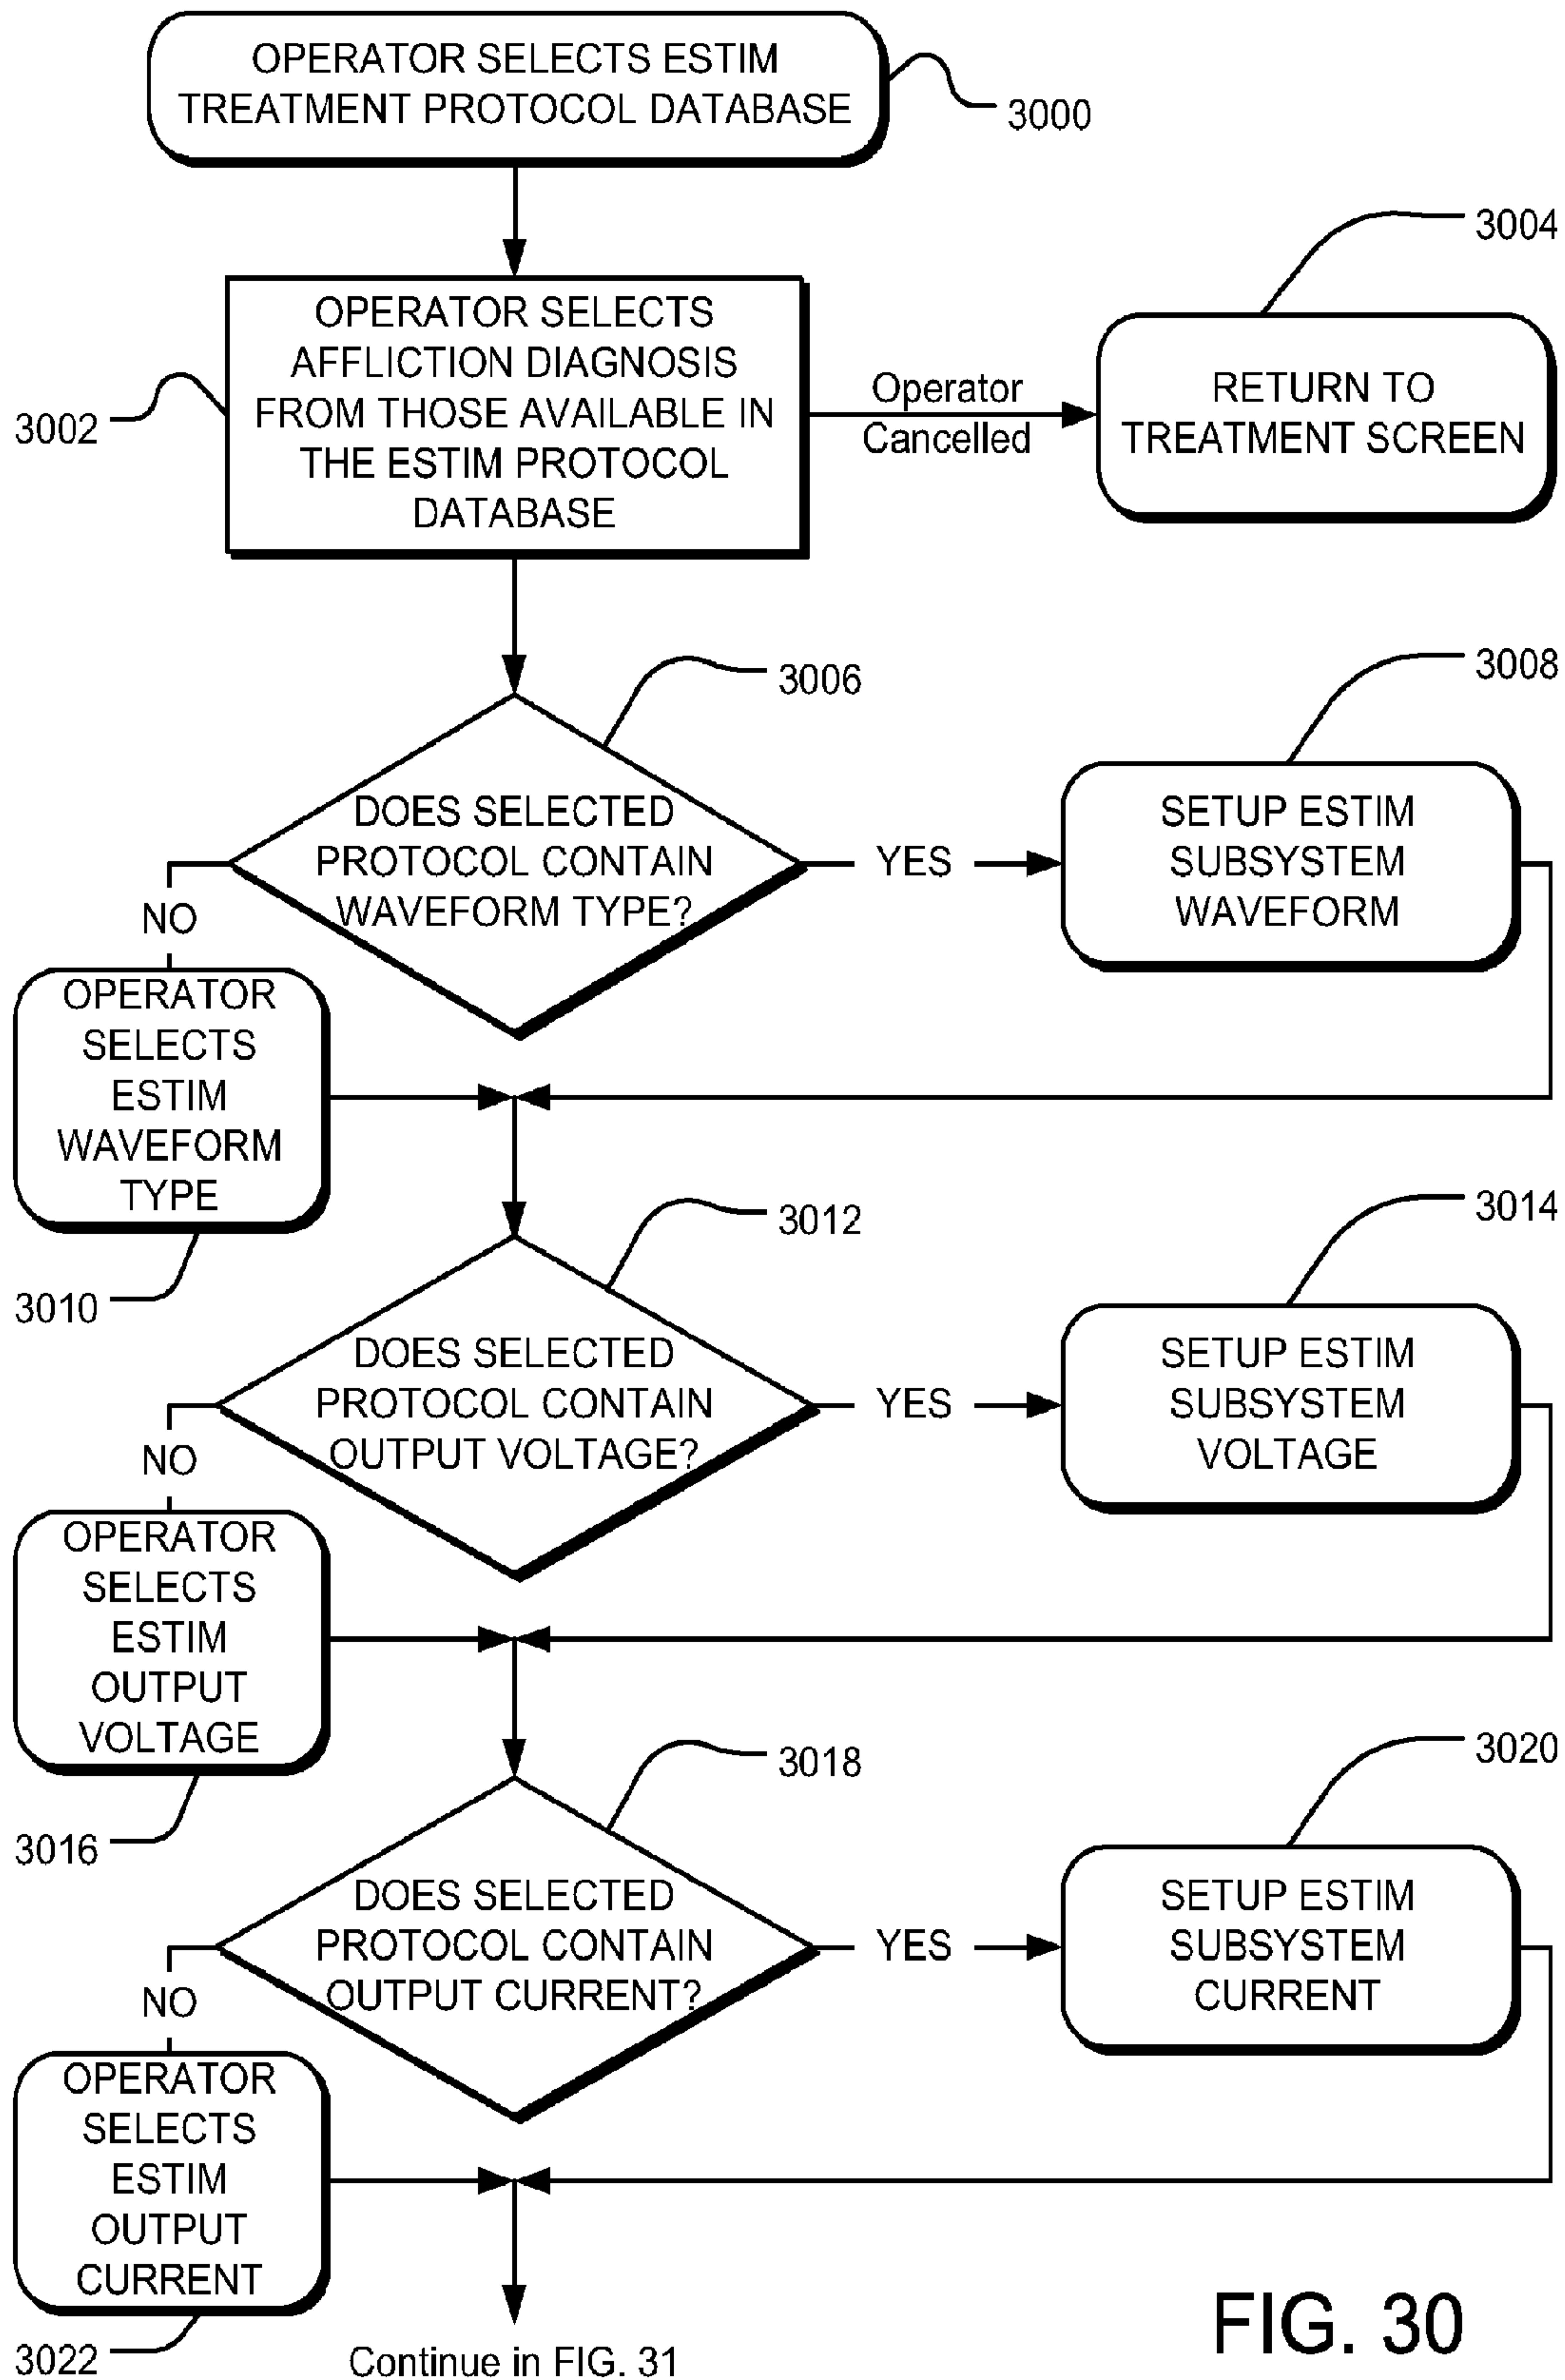 OPERATOR SELECTS ESTIM
TREATMENT PROTOCOL DATABASE
3000
OPERATOR SELECTS
AFFLICTION DIAGNOSIS
FROM THOSE AVAILABLE IN
THE ESTIM PROTOCOL
DATABASE
3002
Operator
Cancelled
3004
RETURN TO
TREATMENT SCREEN
3006
DOES SELECTED
PROTOCOL CONTAIN
WAVEFORM TYPE?
YES
3008
SETUP ESTIM
SUBSYSTEM
WAVEFORM
NO
OPERATOR
SELECTS
ESTIM
WAVEFORM
TYPE
3010
3012
DOES SELECTED
PROTOCOL CONTAIN
OUTPUT VOLTAGE?
YES
3014
SETUP ESTIM
SUBSYSTEM
VOLTAGE
NO
OPERATOR
SELECTS
ESTIM
OUTPUT
VOLTAGE
3016
3018
DOES SELECTED
PROTOCOL CONTAIN
OUTPUT CURRENT?
YES
3020
SETUP ESTIM
SUBSYSTEM
CURRENT
NO
OPERATOR
SELECTS
ESTIM
OUTPUT
CURRENT
3022
Continue in FIG. 31
FIG. 30